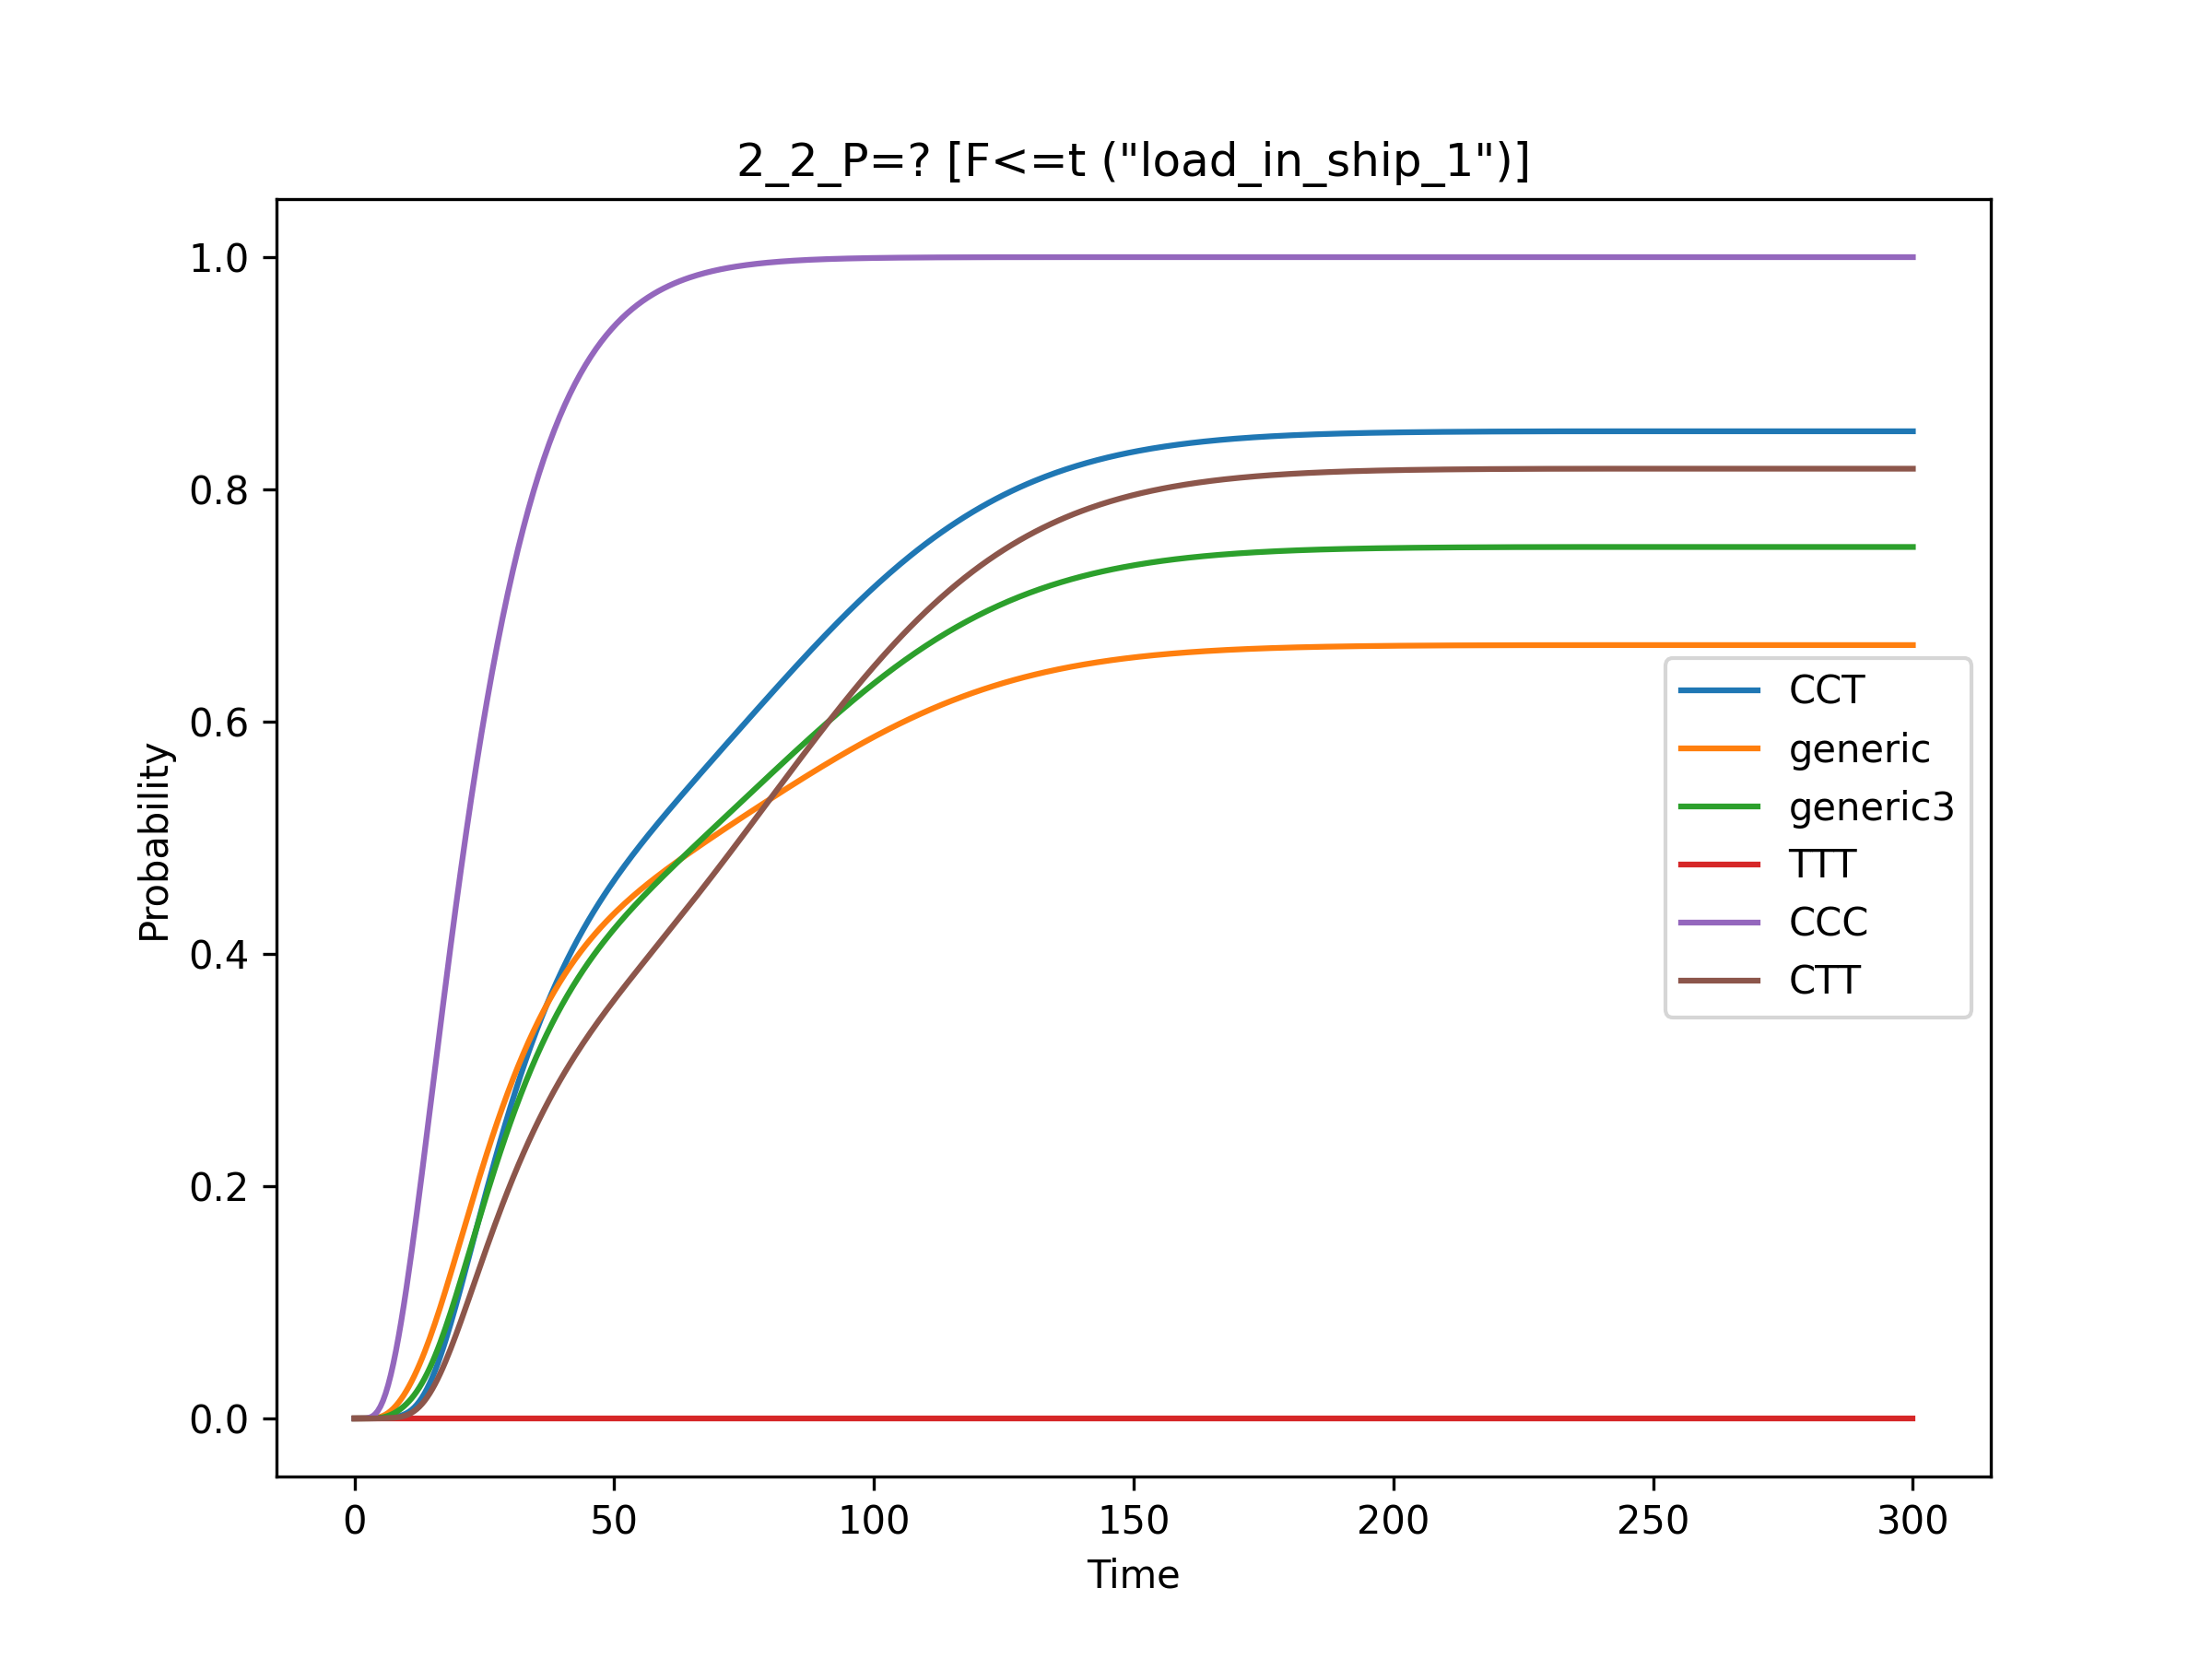 2_2_P=? [F<=t ("load_in_ship_1")]
Probability
1.0
0.8
0.6
0.4
0.2
0.0
CCT
generic
generic3
TTT
CCC
CTT
0 50 100 150 200 250 300
Time